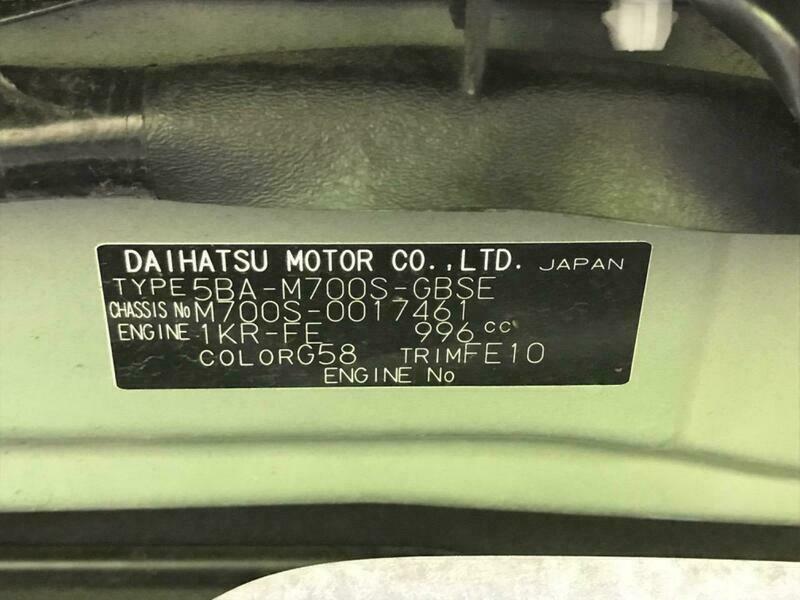 DAIHATSU MOTOR CO.,LTD. JAPAN
TYPE 5BA-M700S-GBSE
CHASSIS No M700S-0017461
ENGINE 1KR-FE 996 CC
COLOR G58 TRIM FE10
ENGINE No